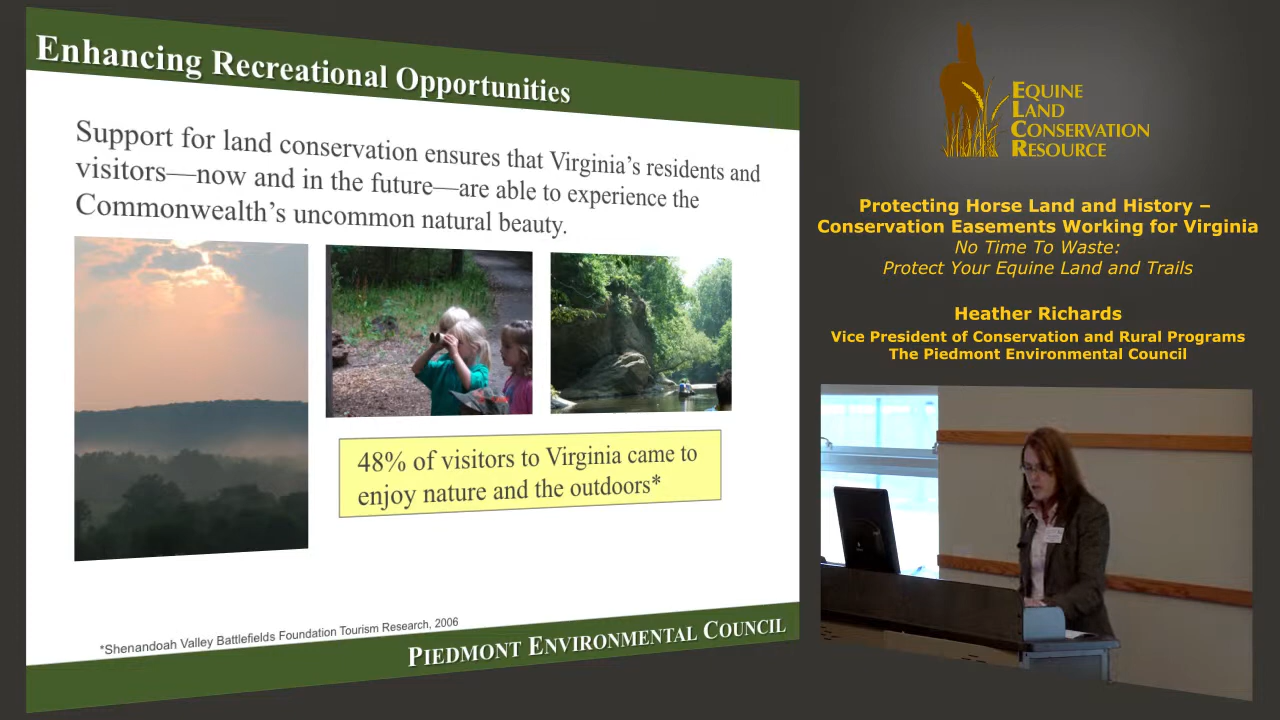 Enhancing Recreational Opportunities
Support for land conservation ensures that Virginia's residents and
visitors—now and in the future—are able to experience the
Commonwealth's uncommon natural beauty.
48% of visitors to Virginia came to
enjoy nature and the outdoors*
*Shenandoah Valley Battlefields Foundation Tourism Research, 2006
PIEDMONT ENVIRONMENTAL COUNCIL
EQUINE
LAND
CONSERVATION
RESOURCE
Protecting Horse Land and History –
Conservation Easements Working for Virginia
No Time To Waste:
Protect Your Equine Land and Trails
Heather Richards
Vice President of Conservation and Rural Programs
The Piedmont Environmental Council